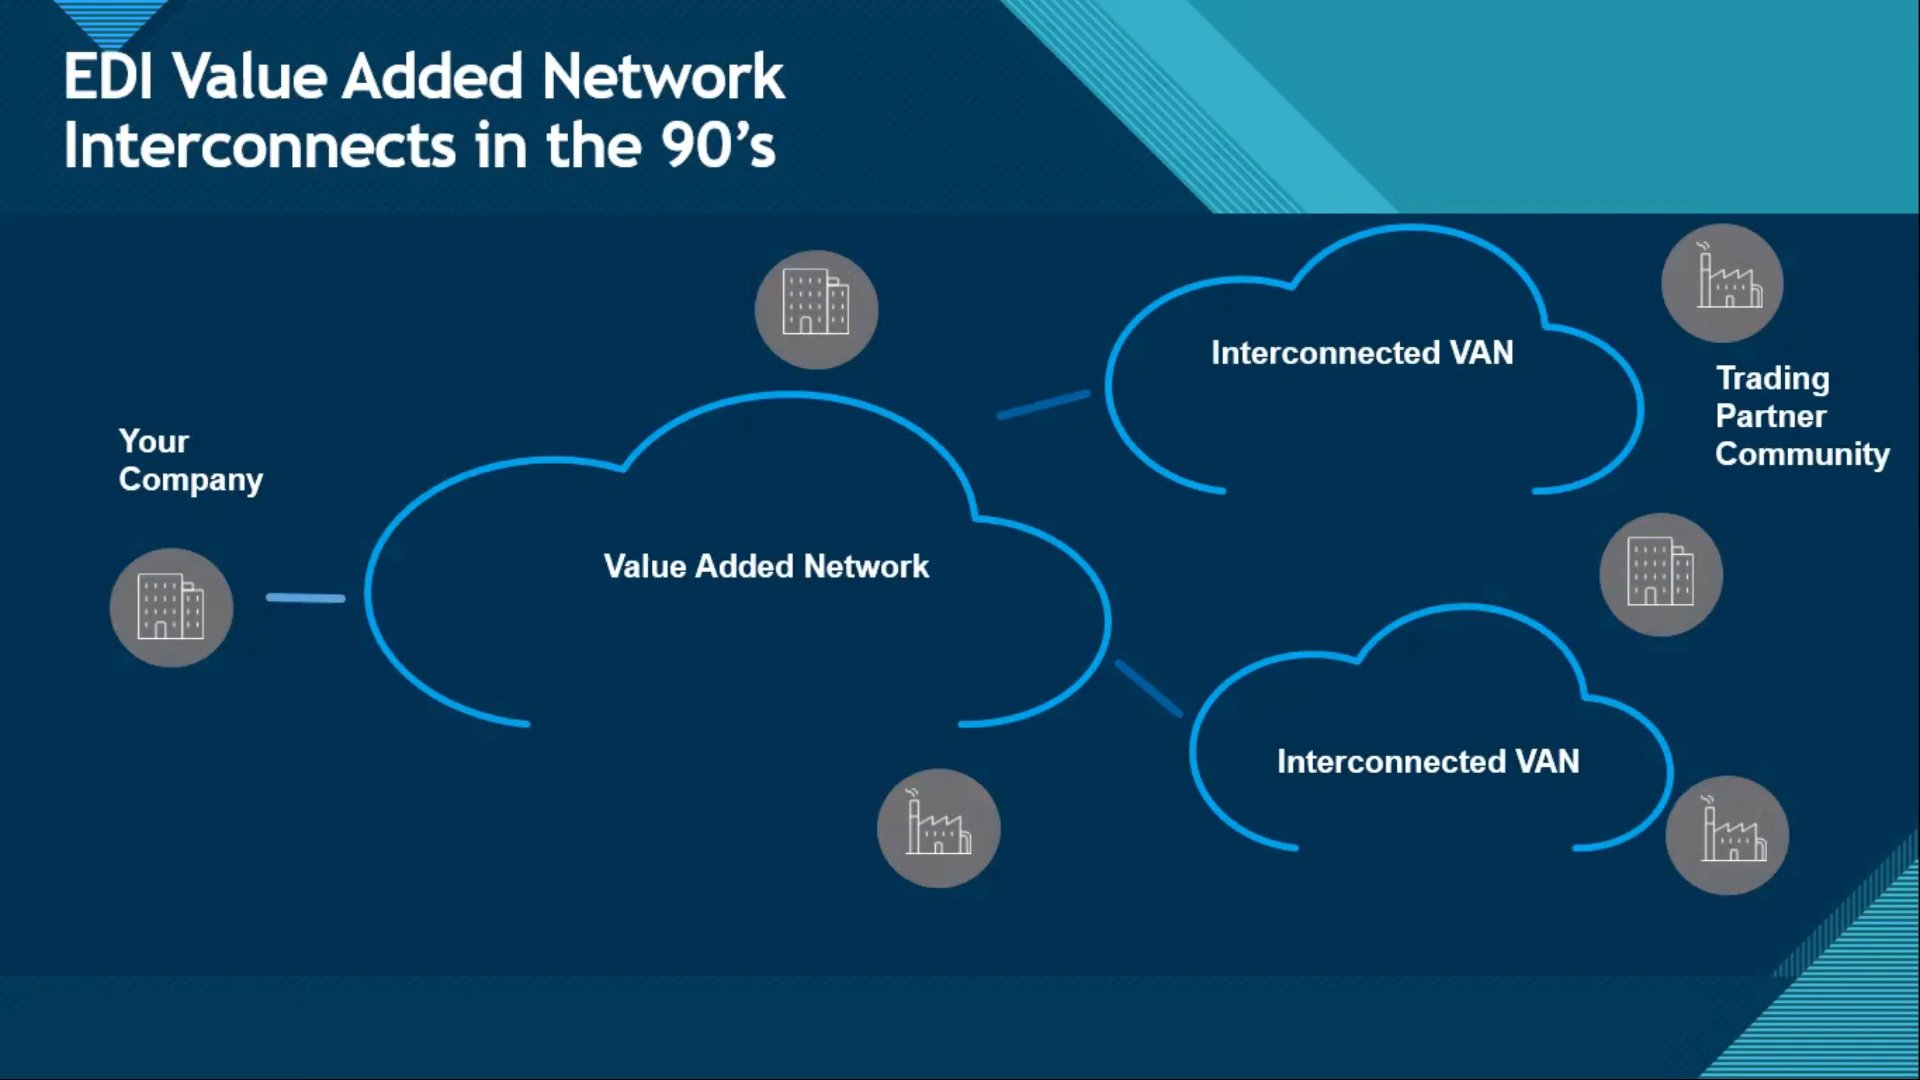 EDI Value Added Network
Interconnects in the 90’s
Interconnected VAN
Trading
Partner
Community
Your
Company
Value Added Network
Interconnected VAN